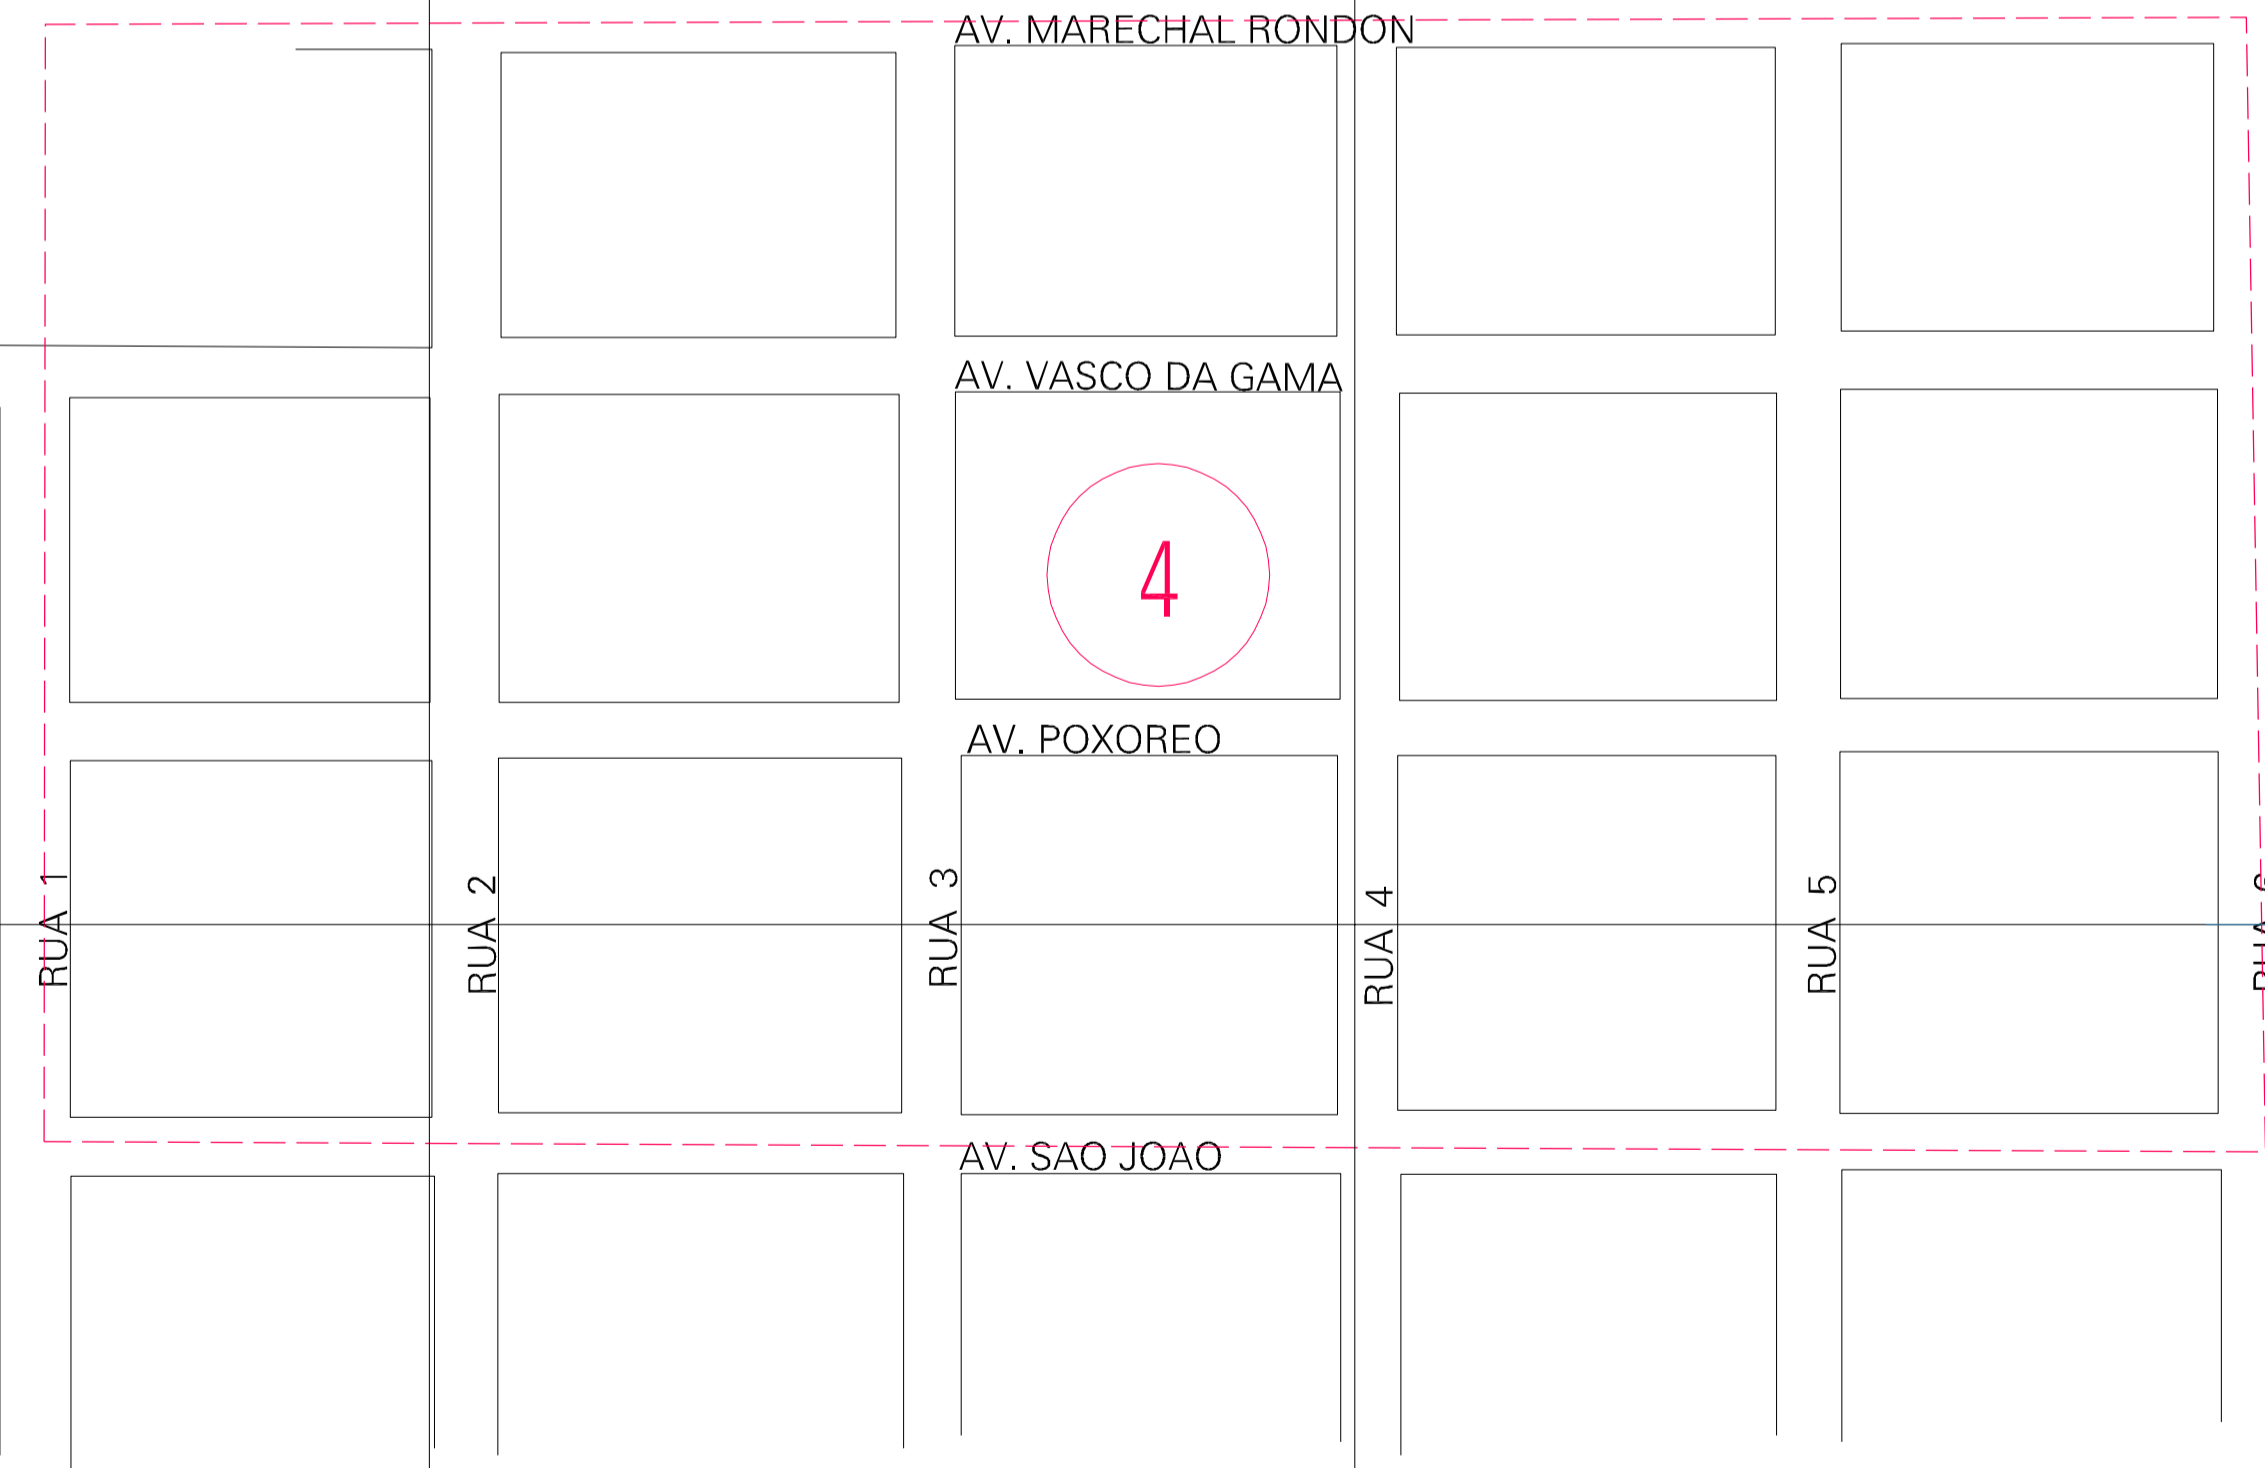 AV. MARECHAL RONDON
AV. VASCO DA GAMA
4
AV. POXOREO
RUA 1
RUA 2
RUA 3
RUA 4
RUA 5
RUA
AV. SAO JOAO